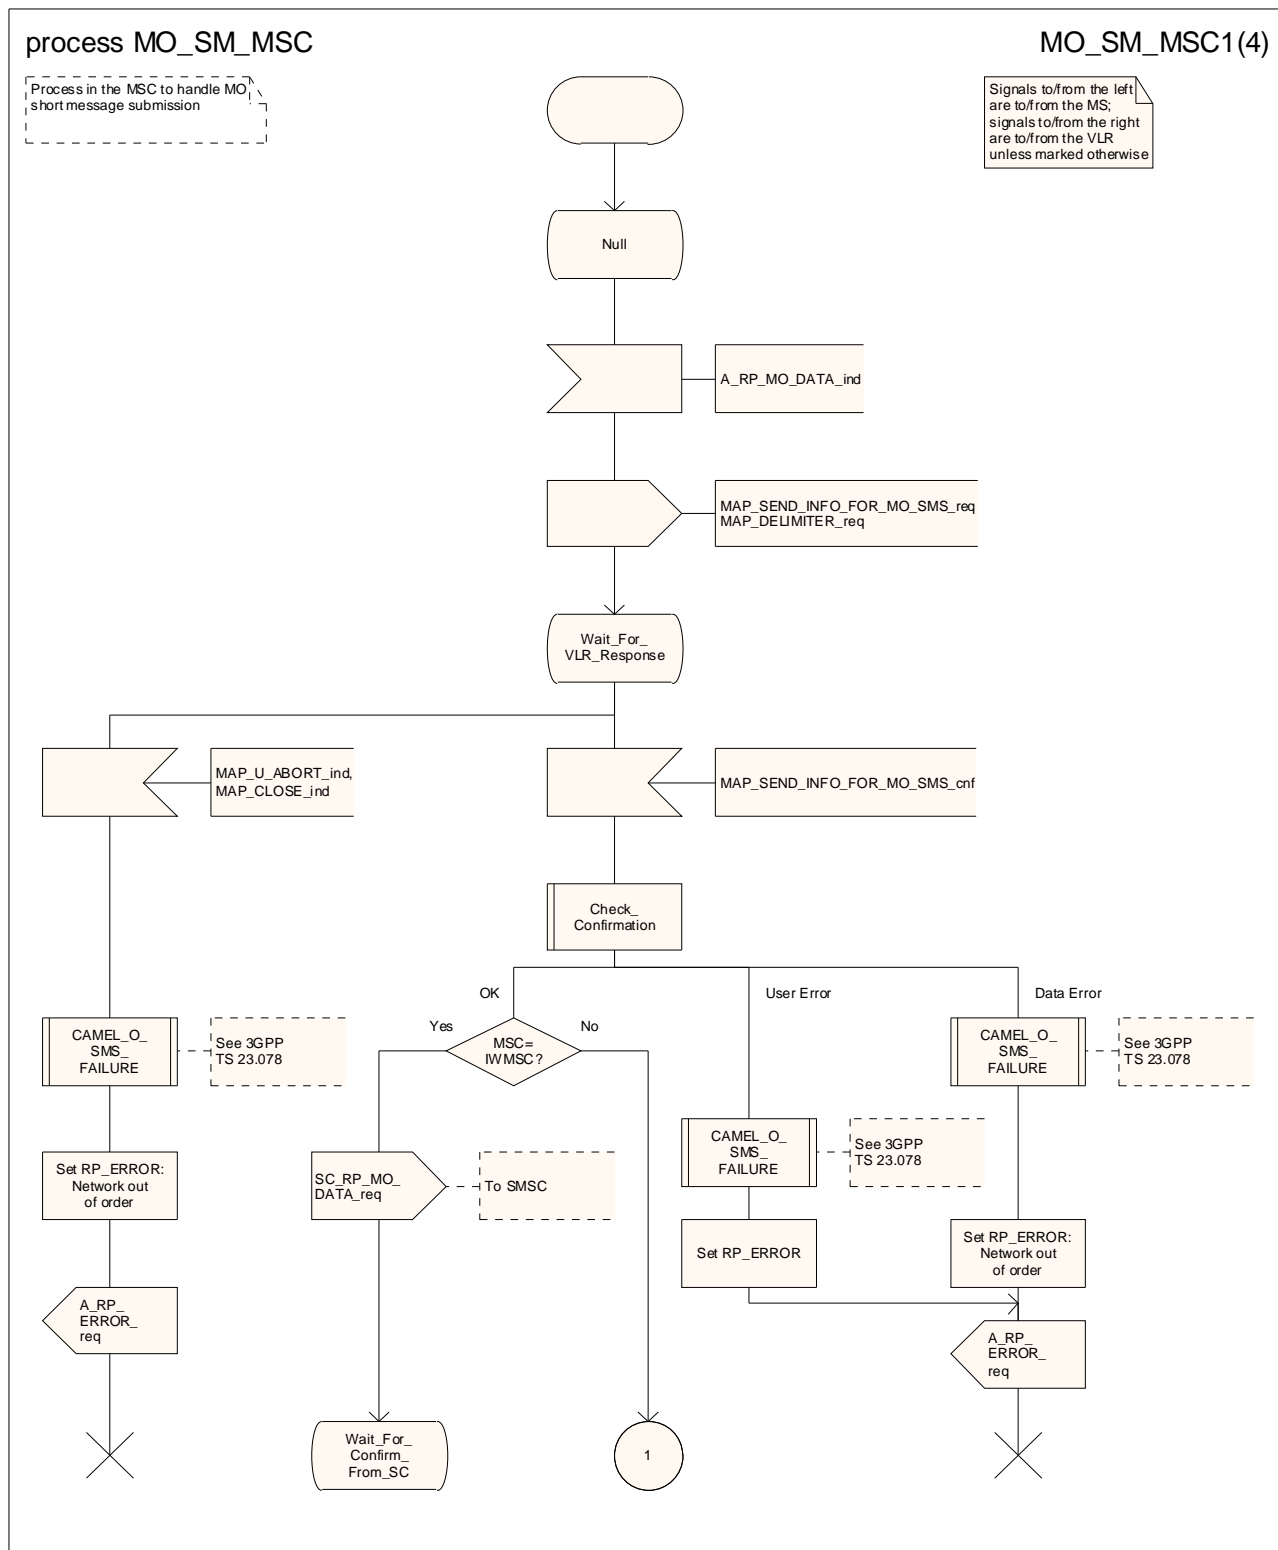 process MO_SM_MSC
MO_SM_MSC1(4)
Process in the MSC to handle MO
short message submission
Signals to/from the left
are to/from the MS;
signals to/from the right
are to/from the VLR
unless marked otherwise
Null
A_RP_MO_DATA_ind
MAP_SEND_INFO_FOR_MO_SMS_req
MAP_DELIMITER_req
Wait_For_
VLR_Response
MAP_U_ABORT_ind,
MAP_CLOSE_ind
MAP_SEND_INFO_FOR_MO_SMS_cnf
Check_
Confirmation
OK
User Error
Data Error
Yes
No
MSC=
IWMSC?
CAMEL_O_
SMS_
FAILURE
See 3GPP
TS 23.078
CAMEL_O_
SMS_
FAILURE
See 3GPP
TS 23.078
CAMEL_O_
SMS_
FAILURE
See 3GPP
TS 23.078
Set RP_ERROR:
Network out
of order
SC_RP_MO_
DATA_req
To SMSC
Set RP_ERROR
Set RP_ERROR:
Network out
of order
A_RP_
ERROR_
req
A_RP_
ERROR_
req
Wait_For_
Confirm_
From_SC
1